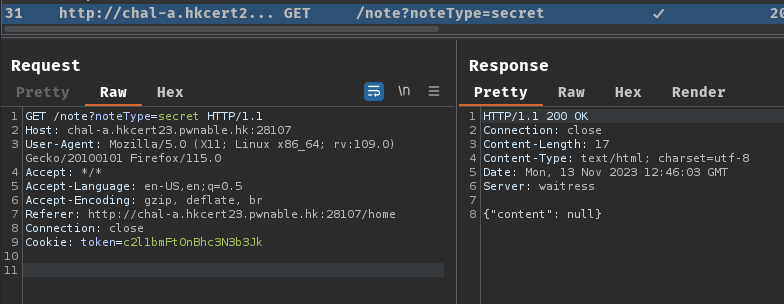 31 http://chal-a.hkcert2... GET /note?noteType=secret ✓ 20
Request
Pretty Raw Hex \n
1 GET /note?noteType=secret HTTP/1.1
2 Host: chal-a.hkcert23.pwnable.hk:28107
3 User-Agent: Mozilla/5.0 (X11; Linux x86_64; rv:109.0)
Gecko/20100101 Firefox/115.0
4 Accept: */*
5 Accept-Language: en-US,en;q=0.5
6 Accept-Encoding: gzip, deflate, br
7 Referer: http://chal-a.hkcert23.pwnable.hk:28107/home
8 Connection: close
9 Cookie: token=c2l1bmFtOnBhc3N3b3Jk
10
11
Response
Pretty Raw Hex Render
1 HTTP/1.1 200 OK
2 Connection: close
3 Content-Length: 17
4 Content-Type: text/html; charset=utf-8
5 Date: Mon, 13 Nov 2023 12:46:03 GMT
6 Server: waitress
7
8 {"content": null}